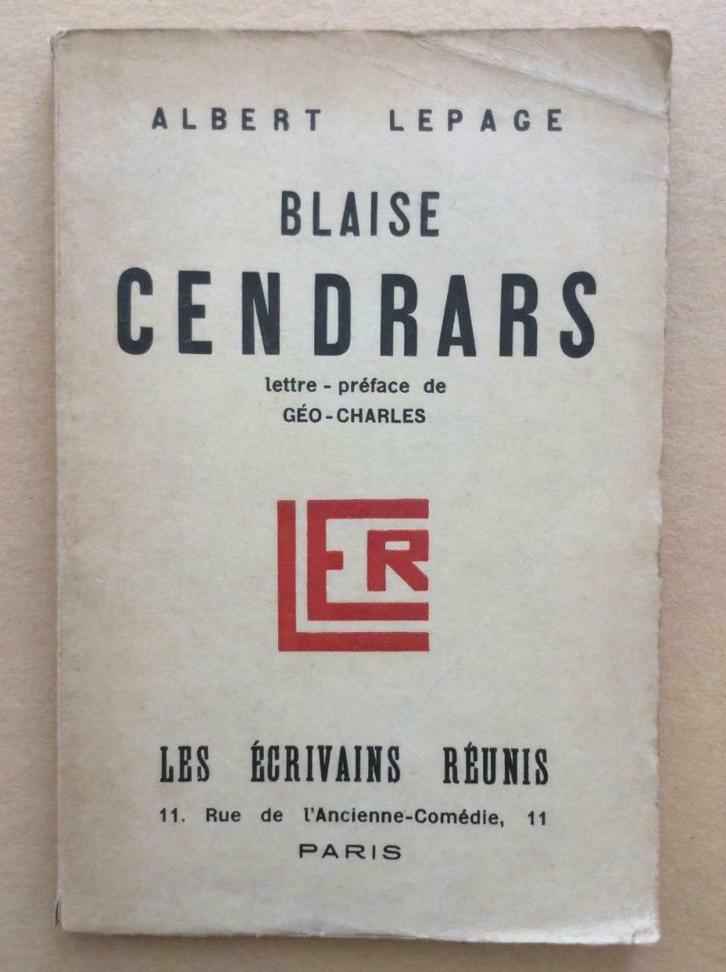 ALBERT LEPAGE
BLAISE
CENDRARS
lettre - préface de
GÉO-CHARLES
LER
LES ÉCRIVAINS RÉUNIS
11. Rue de l'Ancienne-Comédie, 11
PARIS